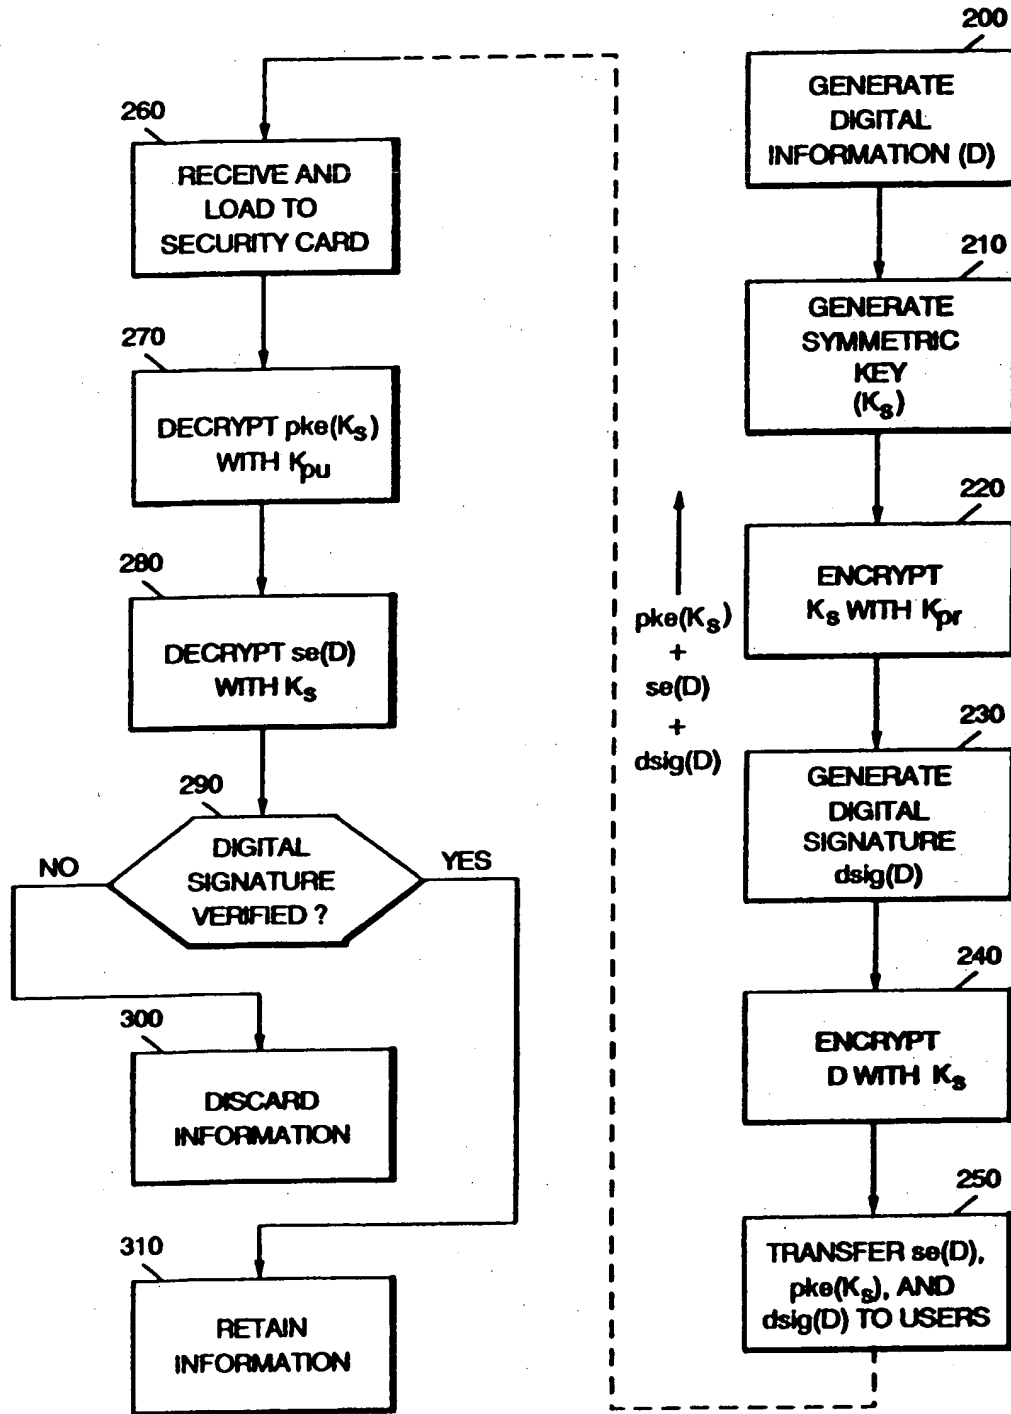 200
GENERATE
DIGITAL
INFORMATION (D)
210
GENERATE
SYMMETRIC
KEY
(Ks)
220
ENCRYPT
Ks WITH Kpr
230
GENERATE
DIGITAL
SIGNATURE
dsig(D)
240
ENCRYPT
D WITH Ks
250
TRANSFER se(D),
pke(Ks), AND
dsig(D) TO USERS
pke(Ks)
+
se(D)
+
dsig(D)
260
RECEIVE AND
LOAD TO
SECURITY CARD
270
DECRYPT pke(Ks)
WITH Kpu
280
DECRYPT se(D)
WITH Ks
290
DIGITAL
SIGNATURE
VERIFIED ?
NO
YES
300
DISCARD
INFORMATION
310
RETAIN
INFORMATION